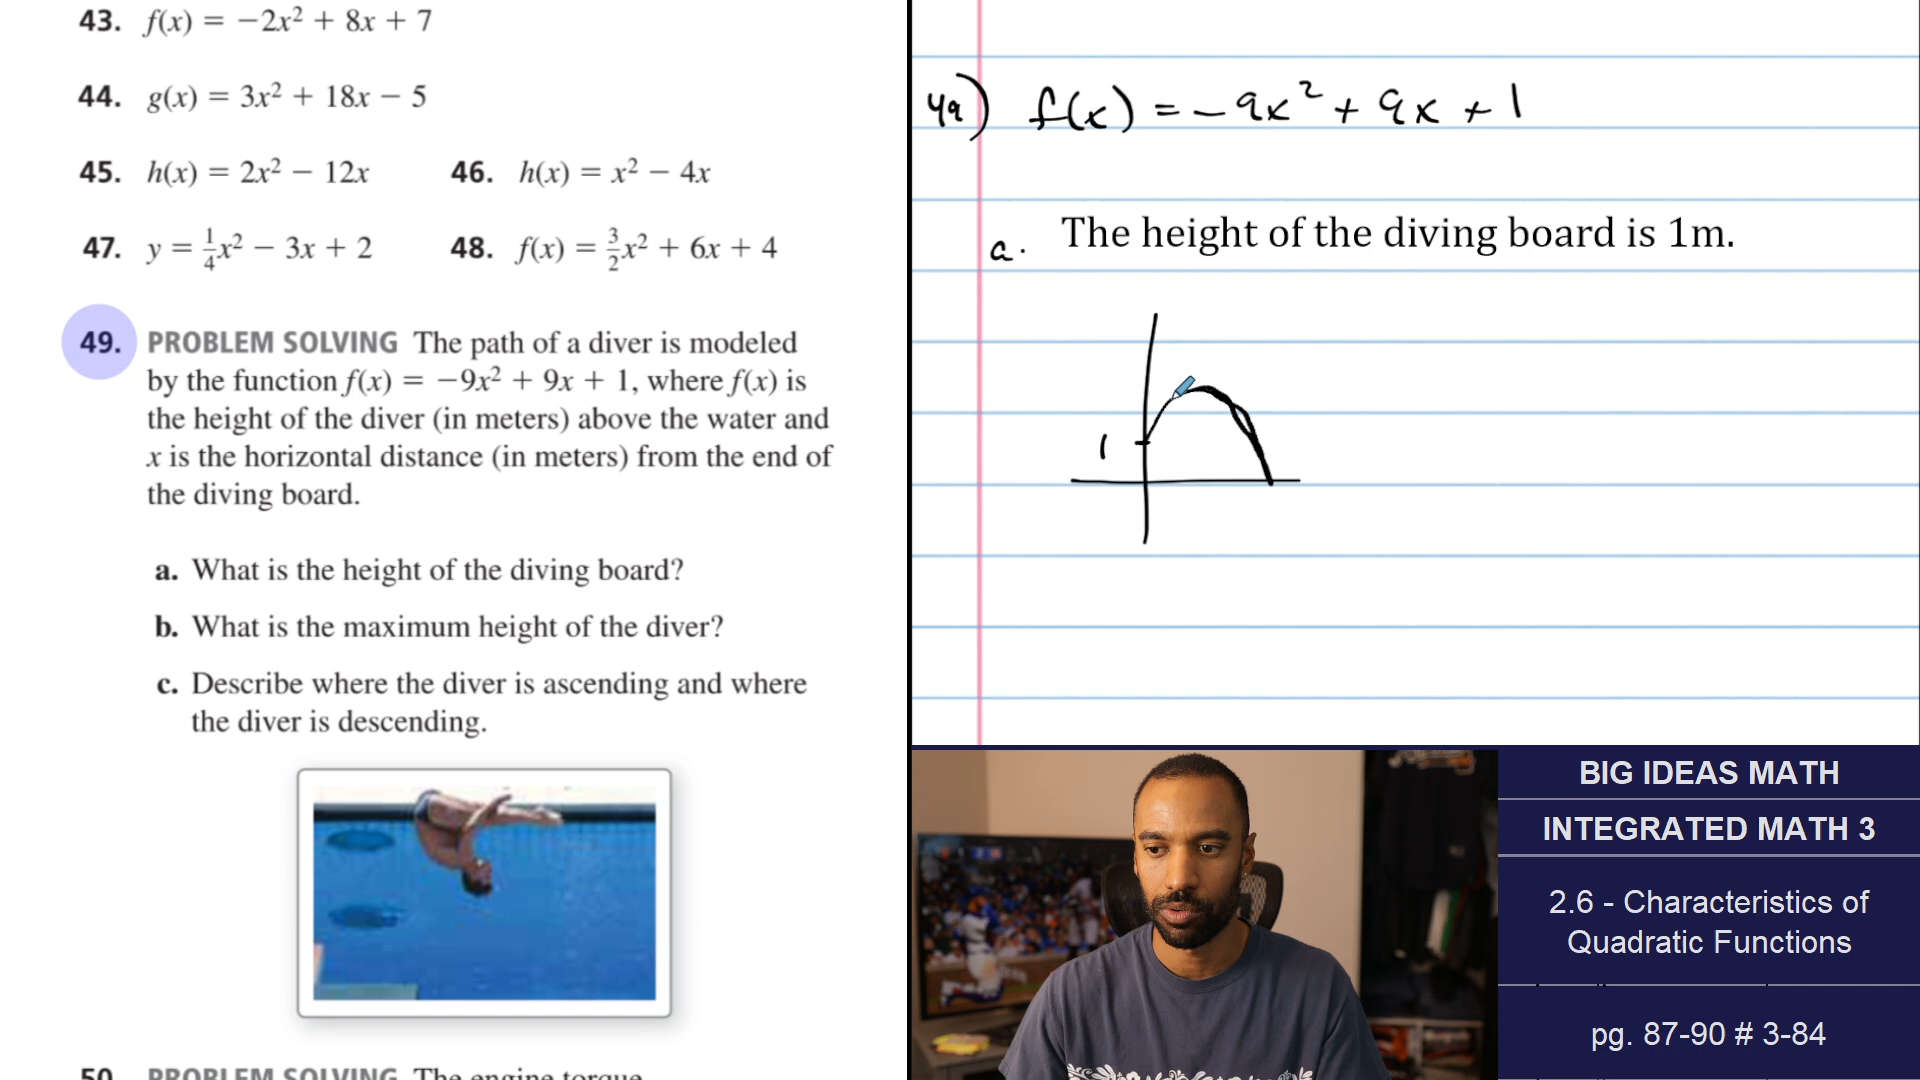 43. f(x) = −2x² + 8x + 7
44. g(x) = 3x² + 18x − 5
45. h(x) = 2x² − 12x 46. h(x) = x² − 4x
47. y = 1/4x² − 3x + 2 48. f(x) = 3/2x² + 6x + 4
49. PROBLEM SOLVING The path of a diver is modeled
by the function f(x) = −9x² + 9x + 1, where f(x) is
the height of the diver (in meters) above the water and
x is the horizontal distance (in meters) from the end of
the diving board.
a. What is the height of the diving board?
b. What is the maximum height of the diver?
c. Describe where the diver is ascending and where
the diver is descending.
50. PROBLEM SOLVING The engine torque
49) f(x) = −9x² + 9x + 1
a. The height of the diving board is 1m.
1
BIG IDEAS MATH
INTEGRATED MATH 3
2.6 - Characteristics of
Quadratic Functions
pg. 87-90 # 3-84